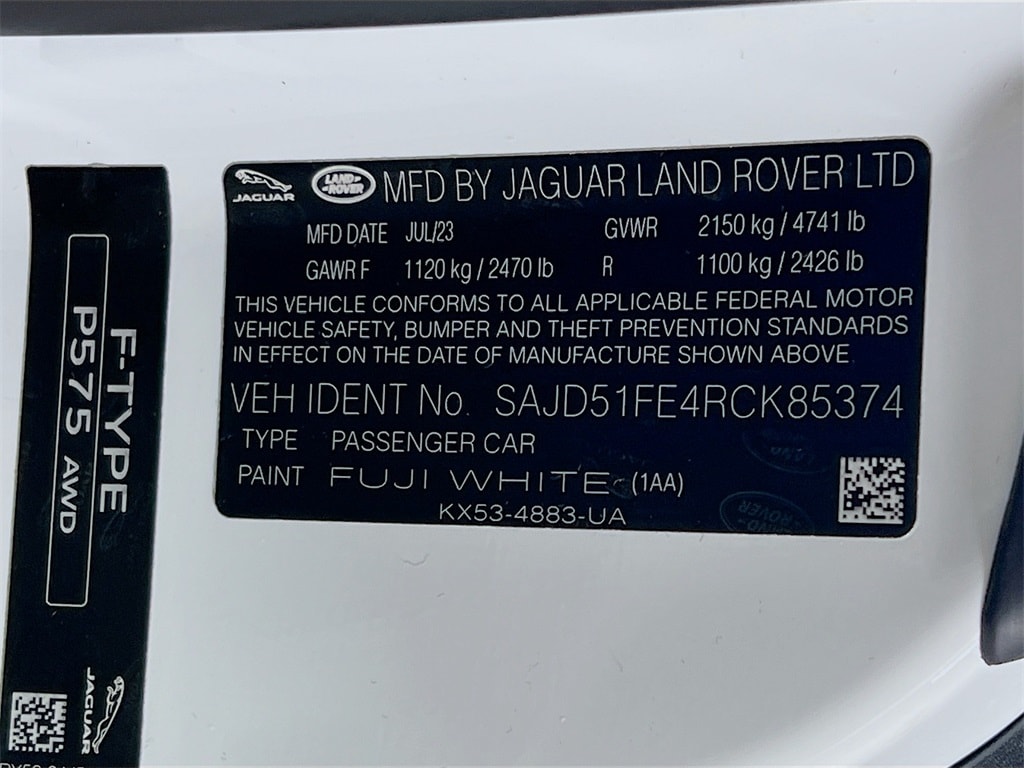 JAGUAR LAND-ROVER MFD BY JAGUAR LAND ROVER LTD
MFD DATE JUL/23 GVWR 2150 kg / 4741 lb
GAWR F 1120 kg / 2470 lb R 1100 kg / 2426 lb
THIS VEHICLE CONFORMS TO ALL APPLICABLE FEDERAL MOTOR
VEHICLE SAFETY, BUMPER AND THEFT PREVENTION STANDARDS
IN EFFECT ON THE DATE OF MANUFACTURE SHOWN ABOVE
VEH IDENT No. SAJD51FE4RCK85374
TYPE PASSENGER CAR
PAINT FUJI WHITE (1AA)
KX53-4883-UA
F-TYPE
P575 AWD
JAGUAR